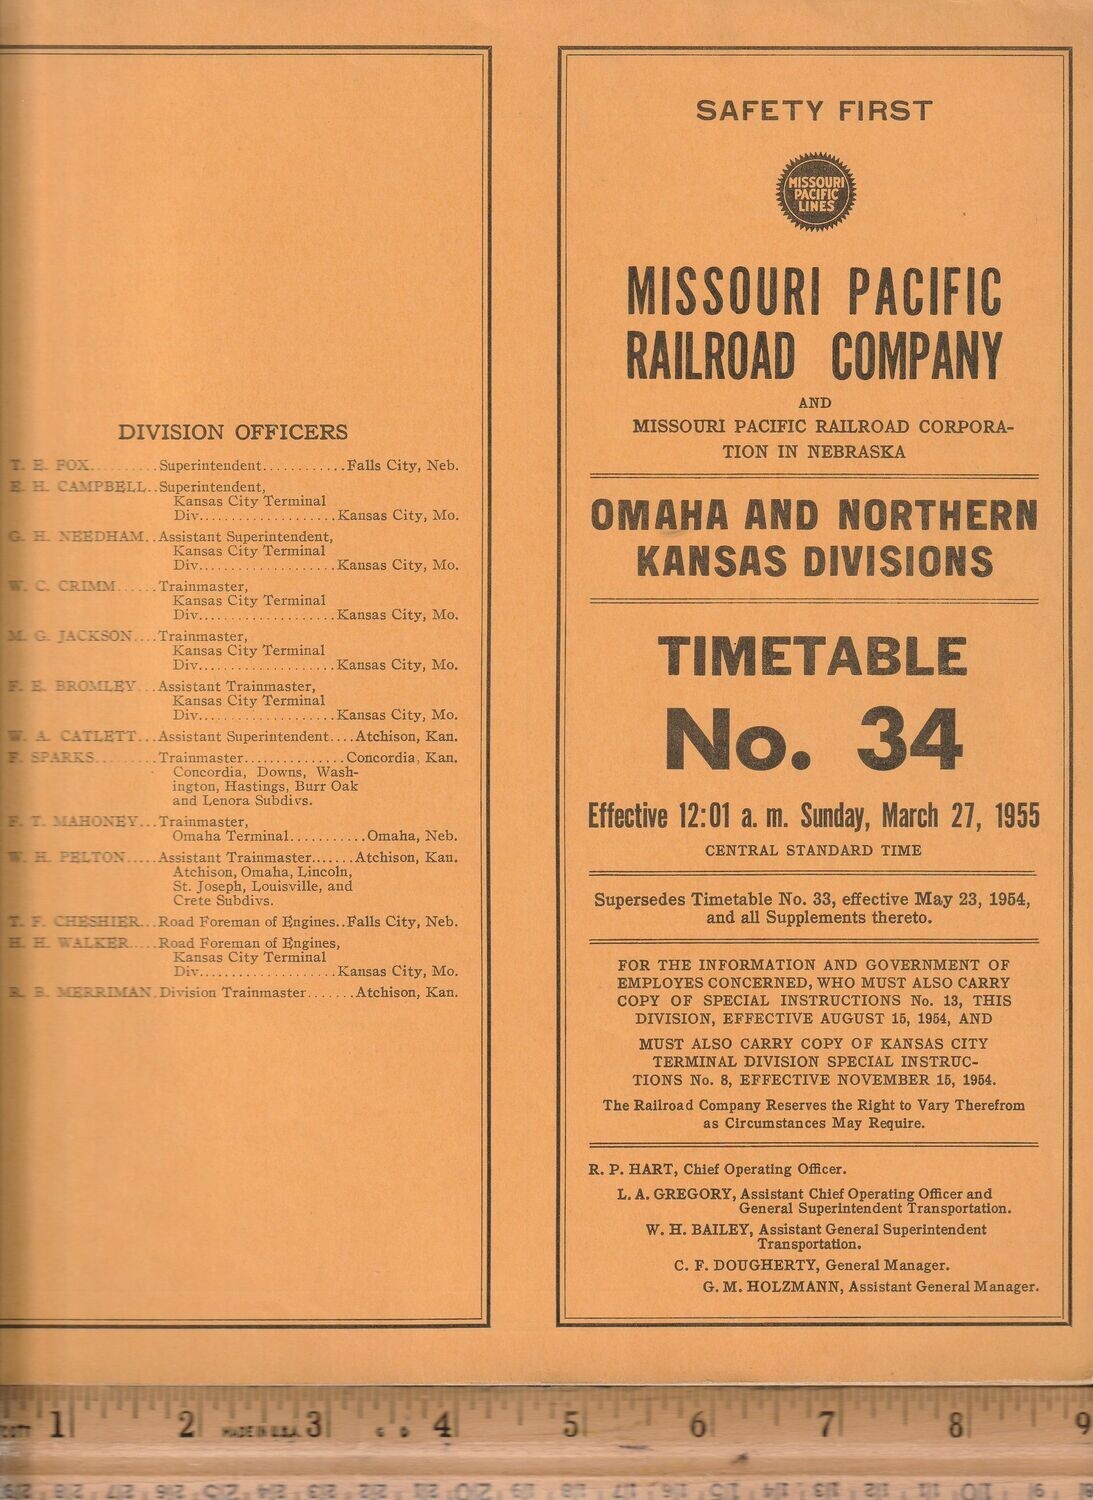 DIVISION OFFICERS
T. E. FOX..........Superintendent...........Falls City, Neb.
E. H. CAMPBELL..Superintendent,
Kansas City Terminal
Div.....................Kansas City, Mo.
G. H. NEEDHAM..Assistant Superintendent,
Kansas City Terminal
Div.....................Kansas City, Mo.
W. C. CRIMM......Trainmaster,
Kansas City Terminal
Div.....................Kansas City, Mo.
M. G. JACKSON....Trainmaster,
Kansas City Terminal
Div.....................Kansas City, Mo.
F. E. BROMLEY...Assistant Trainmaster,
Kansas City Terminal
Div.....................Kansas City, Mo.
W. A. CATLETT...Assistant Superintendent....Atchison, Kan.
F. SPARKS.........Trainmaster...............Concordia, Kan.
Concordia, Downs, Wash-
ington, Hastings, Burr Oak
and Lenora Subdivs.
F. T. MAHONEY...Trainmaster,
Omaha Terminal...........Omaha, Neb.
W. H. PELTON.....Assistant Trainmaster.......Atchison, Kan.
Atchison, Omaha, Lincoln,
St. Joseph, Louisville, and
Crete Subdivs.
T. F. CHESHIER...Road Foreman of Engines..Falls City, Neb.
H. H. WALKER.....Road Foreman of Engines,
Kansas City Terminal
Div.....................Kansas City, Mo.
R. B. MERRIMAN.Division Trainmaster.......Atchison, Kan.
SAFETY FIRST
MISSOURI
PACIFIC
LINES
MISSOURI PACIFIC
RAILROAD COMPANY
AND
MISSOURI PACIFIC RAILROAD CORPORA-
TION IN NEBRASKA
OMAHA AND NORTHERN
KANSAS DIVISIONS
TIMETABLE
No. 34
Effective 12:01 a. m. Sunday, March 27, 1955
CENTRAL STANDARD TIME
Supersedes Timetable No. 33, effective May 23, 1954,
and all Supplements thereto.
FOR THE INFORMATION AND GOVERNMENT OF
EMPLOYES CONCERNED, WHO MUST ALSO CARRY
COPY OF SPECIAL INSTRUCTIONS No. 13, THIS
DIVISION, EFFECTIVE AUGUST 15, 1954, AND
MUST ALSO CARRY COPY OF KANSAS CITY
TERMINAL DIVISION SPECIAL INSTRUC-
TIONS No. 8, EFFECTIVE NOVEMBER 15, 1954.
The Railroad Company Reserves the Right to Vary Therefrom
as Circumstances May Require.
R. P. HART, Chief Operating Officer.
L. A. GREGORY, Assistant Chief Operating Officer and
General Superintendent Transportation.
W. H. BAILEY, Assistant General Superintendent
Transportation.
C. F. DOUGHERTY, General Manager.
G. M. HOLZMANN, Assistant General Manager.
1 2 MADE IN U.S.A. 3 4 5 6 7 8 9